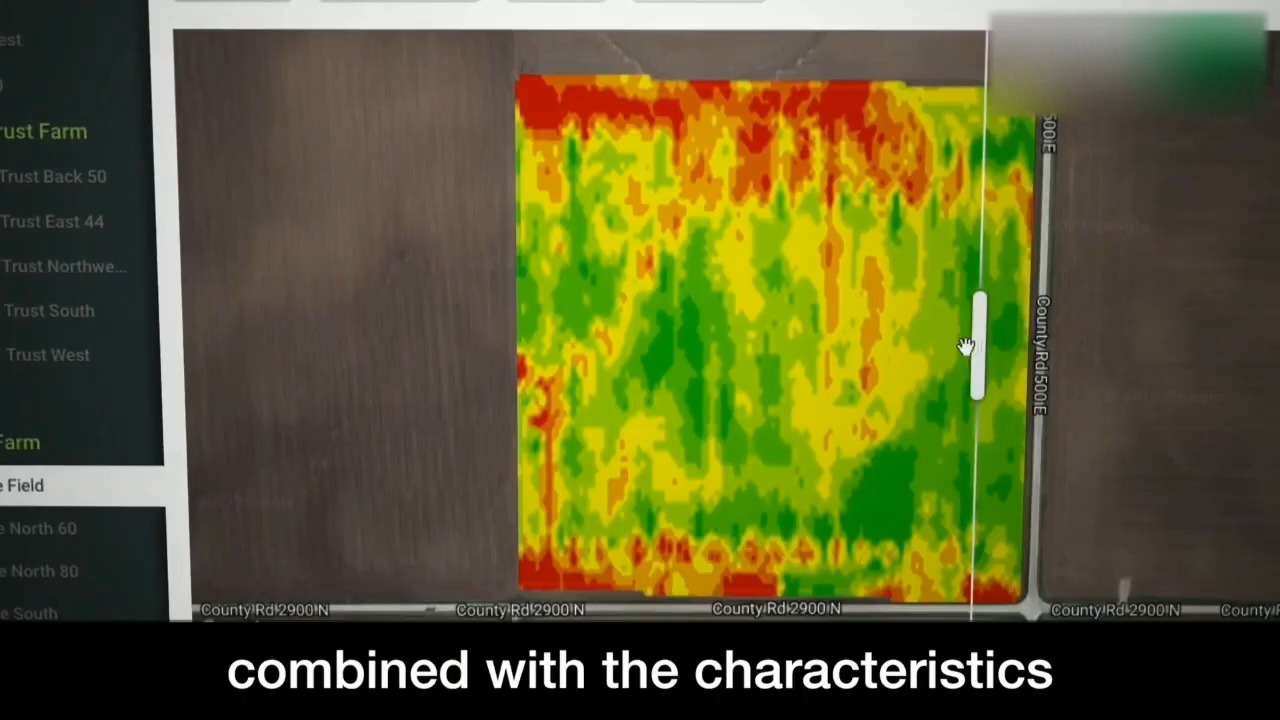 est
rust Farm
Trust Back 50
Trust East 44
Trust Northwe...
Trust South
Trust West
Farm
e Field
e North 60
e North 80
e South
500E
County Rd 500E
County Rd 2900 N
County Rd 2900 N
County Rd 2900 N
County Rd 2900 N
County
combined with the characteristics